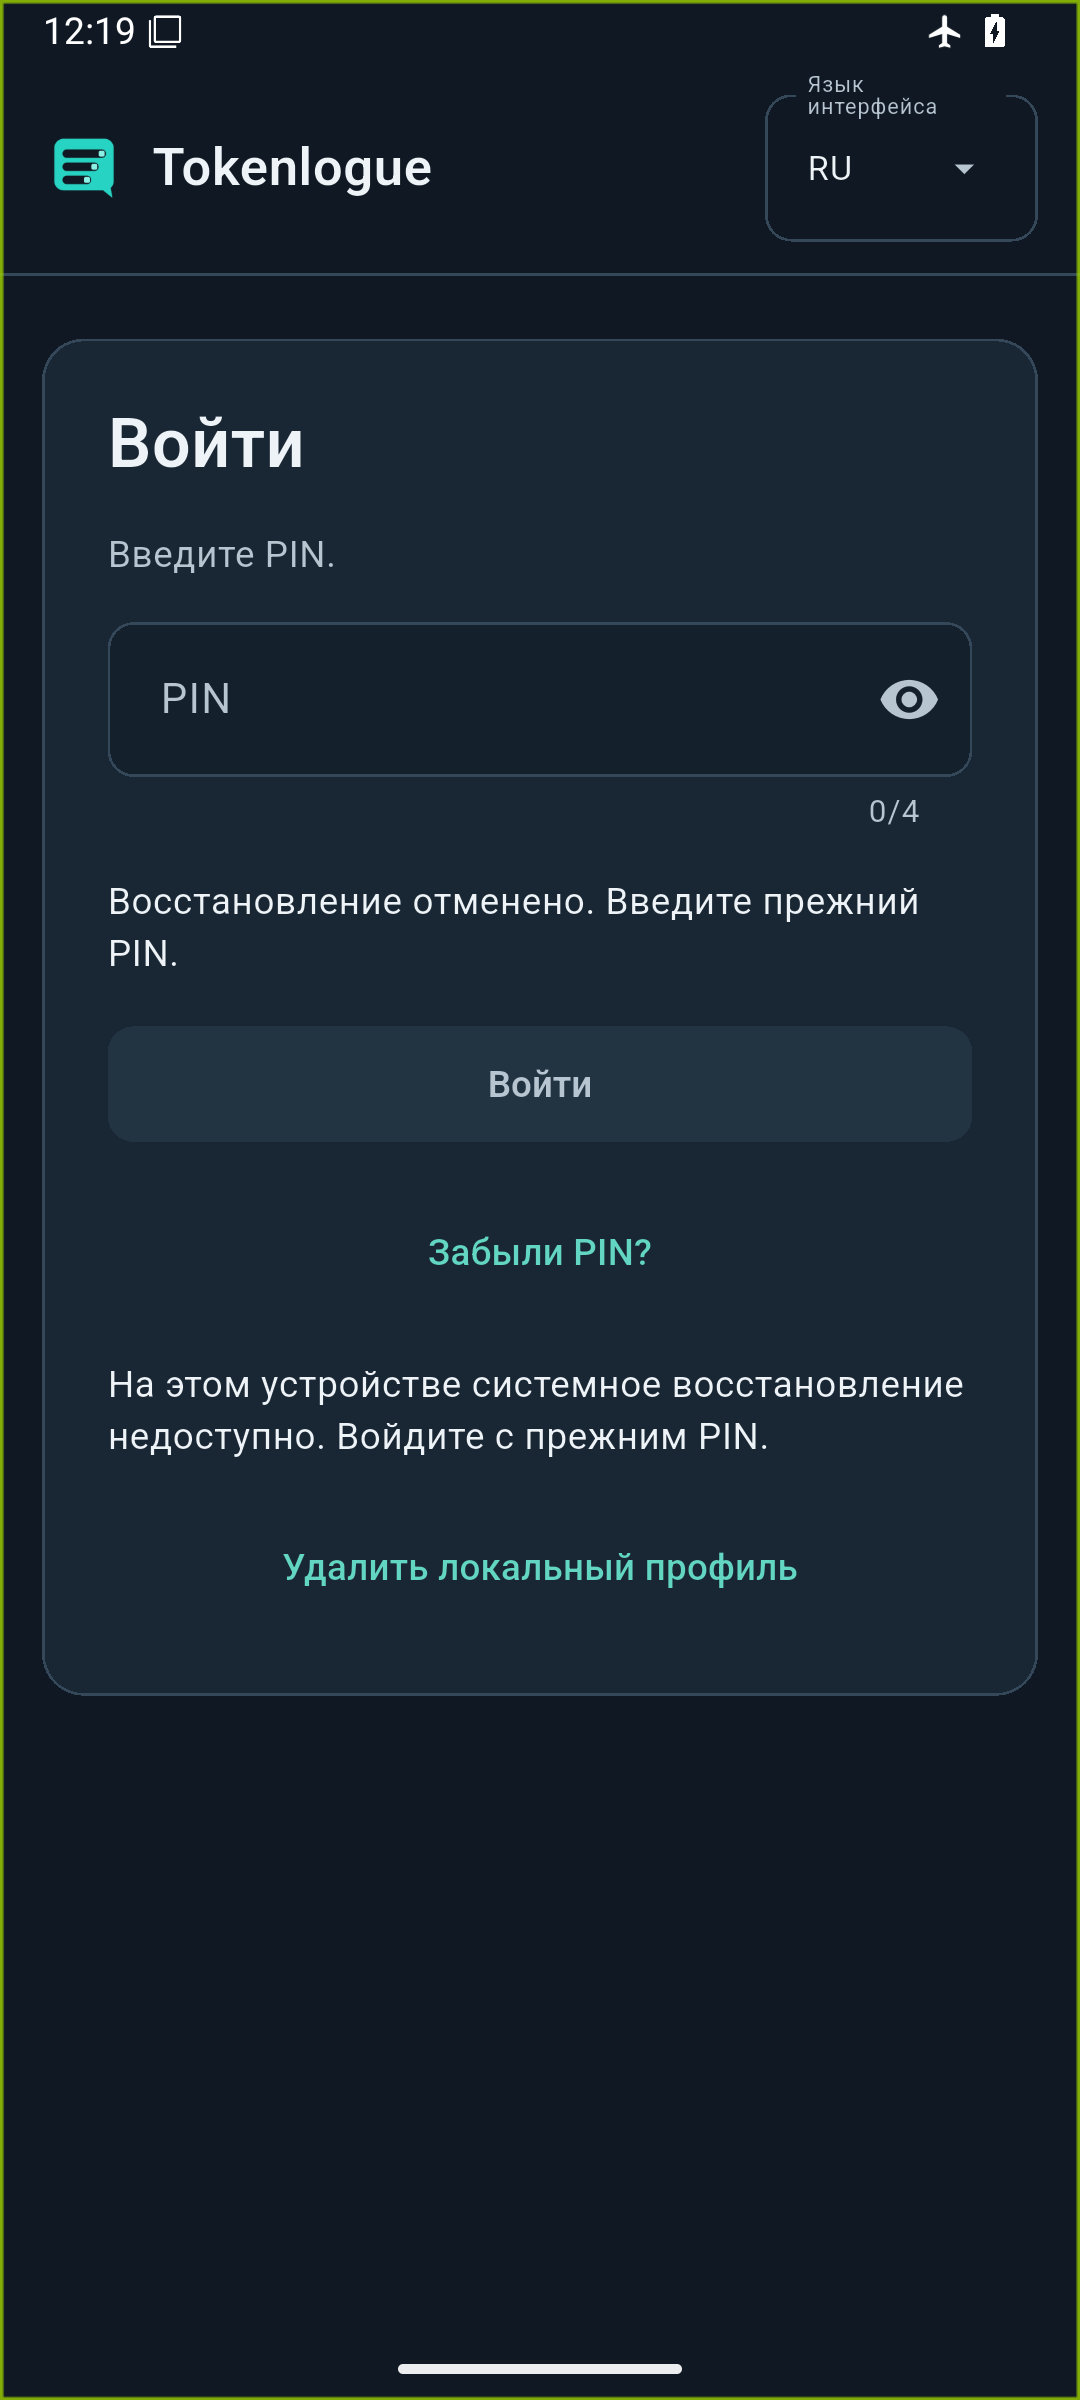 12:19
Язык
интерфейса
Tokenlogue
RU
Войти
Введите PIN.
PIN
0/4
Восстановление отменено. Введите прежний
PIN.
Войти
Забыли PIN?
На этом устройстве системное восстановление
недоступно. Войдите с прежним PIN.
Удалить локальный профиль